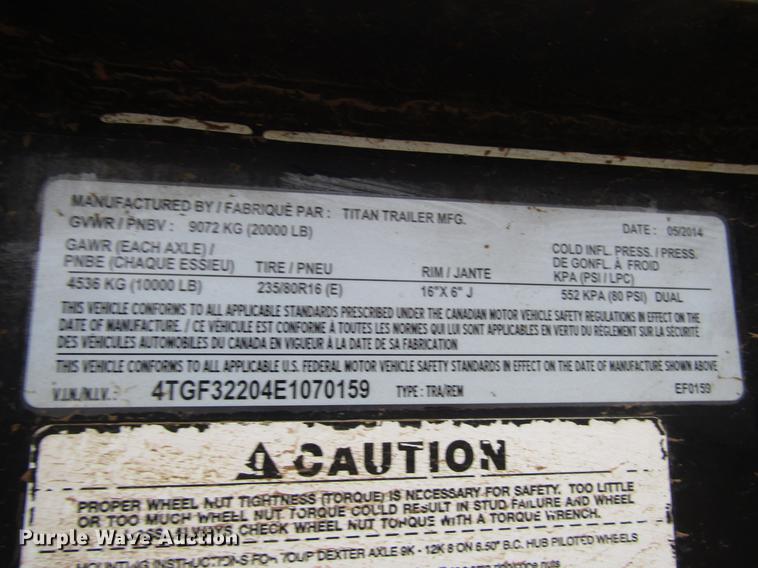 MANUFACTURED BY / FABRIQUÉ PAR : TITAN TRAILER MFG. DATE : 05/2014
GVWR / PNBV : 9072 KG (20000 LB)
GAWR (EACH AXLE) / COLD INFL. PRESS. / PRESS.
PNBE (CHAQUE ESSIEU) TIRE / PNEU RIM / JANTE DE GONFL. À FROID
KPA (PSI / LPC)
4536 KG (10000 LB) 235/80R16 (E) 16"X 6" J 552 KPA (80 PSI) DUAL
THIS VEHICLE CONFORMS TO ALL APPLICABLE STANDARDS PRESCRIBED UNDER THE CANADIAN MOTOR VEHICLE SAFETY REGULATIONS IN EFFECT ON THE
DATE OF MANUFACTURE. / CE VÉHICULE EST CONFORME À TOUTES LES NORMES QUI LUI SONT APPLICABLES EN VERTU DU RÈGLEMENT SUR LA SÉCURITÉ
DES VÉHICULES AUTOMOBILES DU CANADA EN VIGUEUR À LA DATE DE SA FABRICATION
THIS VEHICLE CONFORMS TO ALL APPLICABLE U.S. FEDERAL MOTOR VEHICLE SAFETY STANDARDS IN EFFECT ON THE DATE OF MANUFACTURE SHOWN ABOVE
V.I.N./N.I.V. : 4TGF32204E1070159 TYPE : TRA/REM EF0159
CAUTION
PROPER WHEEL NUT TIGHTNESS (TORQUE) IS NECESSARY FOR SAFETY. TOO LITTLE
OR TOO MUCH WHEEL NUT TORQUE COULD RESULT IN STUD FAILURE AND WHEEL
LOSS. ALWAYS CHECK WHEEL NUT TORQUE WITH A TORQUE WRENCH.
MOUNTING INSTRUCTIONS FOR YOUR DEXTER AXLE 9K - 12K 8 ON 6.50" B.C. HUB PILOTED WHEELS
Purple Wave Auction